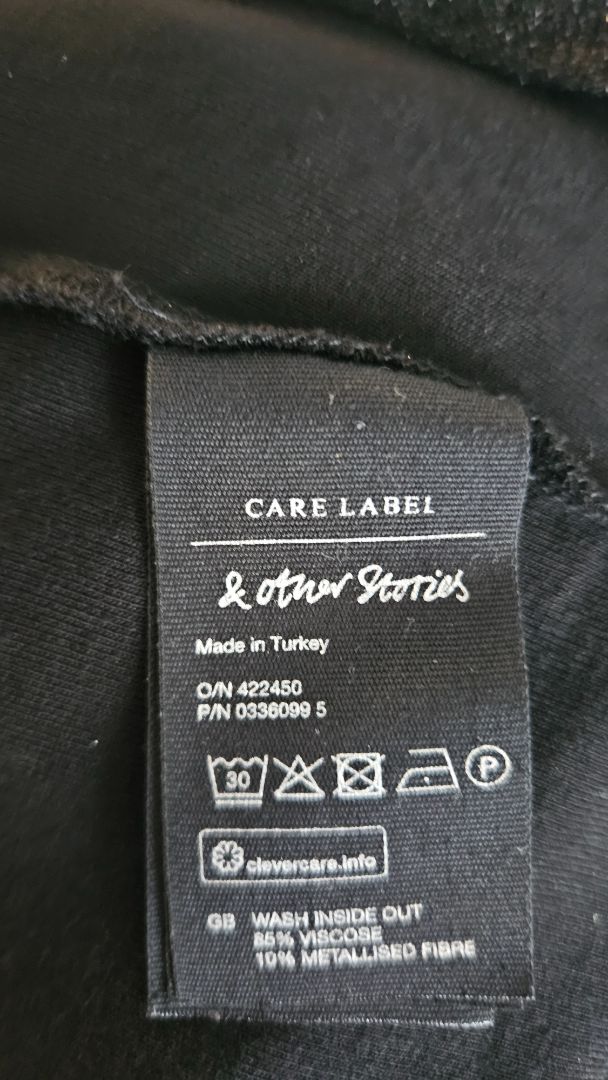 CARE LABEL
& other Stories
Made in Turkey
O/N 422450
P/N 0336099 5
30
P
clevercare.info
GB WASH INSIDE OUT
85% VISCOSE
10% METALLISED FIBRE